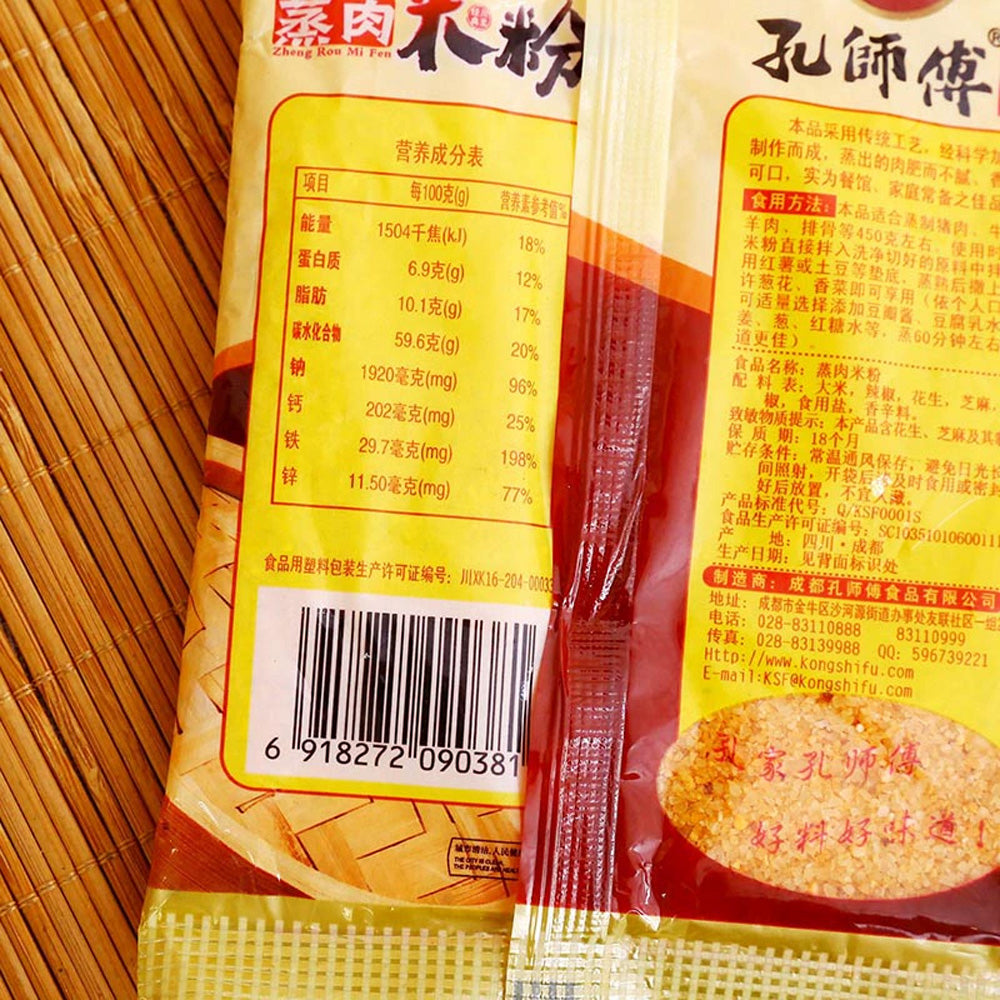 蒸肉
Zheng Rou Mi Fen
米粉
营养成分表
项目 每100克(g) 营养素参考值%
能量 1504千焦(kJ) 18%
蛋白质 6.9克(g) 12%
脂肪 10.1克(g) 17%
碳水化合物 59.6克(g) 20%
钠 1920毫克(mg) 96%
钙 202毫克(mg) 25%
铁 29.7毫克(mg) 198%
锌 11.50毫克(mg) 77%
食品用塑料包装生产许可证编号：川XK16-204-00033
6 918272 090381
THE CITY IS CLEAN,
孔師傅
本品采用传统工艺，经科学
制作而成，蒸出的肉肥而不腻、
可口，实为餐馆、家庭常备之佳品
食用方法：本品适合蒸制猪肉、牛
羊肉、排骨等450克左右，使用时
米粉直接拌入洗净切好的原料中
用红薯或土豆等垫底，蒸熟后撒上
许葱花、香菜即可享用（依个人口
可适量选择添加豆瓣酱、豆腐乳水
姜、葱、红糖水等，蒸60分钟左右
道更佳）
食品名称：蒸肉米粉
配料表：大米，辣椒，花生，芝麻，
椒，食用盐，香辛料。
致敏物质提示：本产品含花生、芝麻及其
保质期：18个月
贮存条件：常温通风保存，避免日光
间照射，开袋后请及时食用或密封
好后放置，不宜久藏。
产品标准代号：Q/KSF0001S
食品生产许可证编号：SC1035101060011
产地：四川·成都
生产日期：见背面标识处
制造商：成都孔师傅食品有限公司
地址：成都市金牛区沙河源街道办事处友联社区一组
电话：028-83110888 83110999
传真：028-83139988 QQ：596739221
Http://www.kongshifu.com
E-mail:KSF@kongshifu.com
家孔师傅
好料好味道！